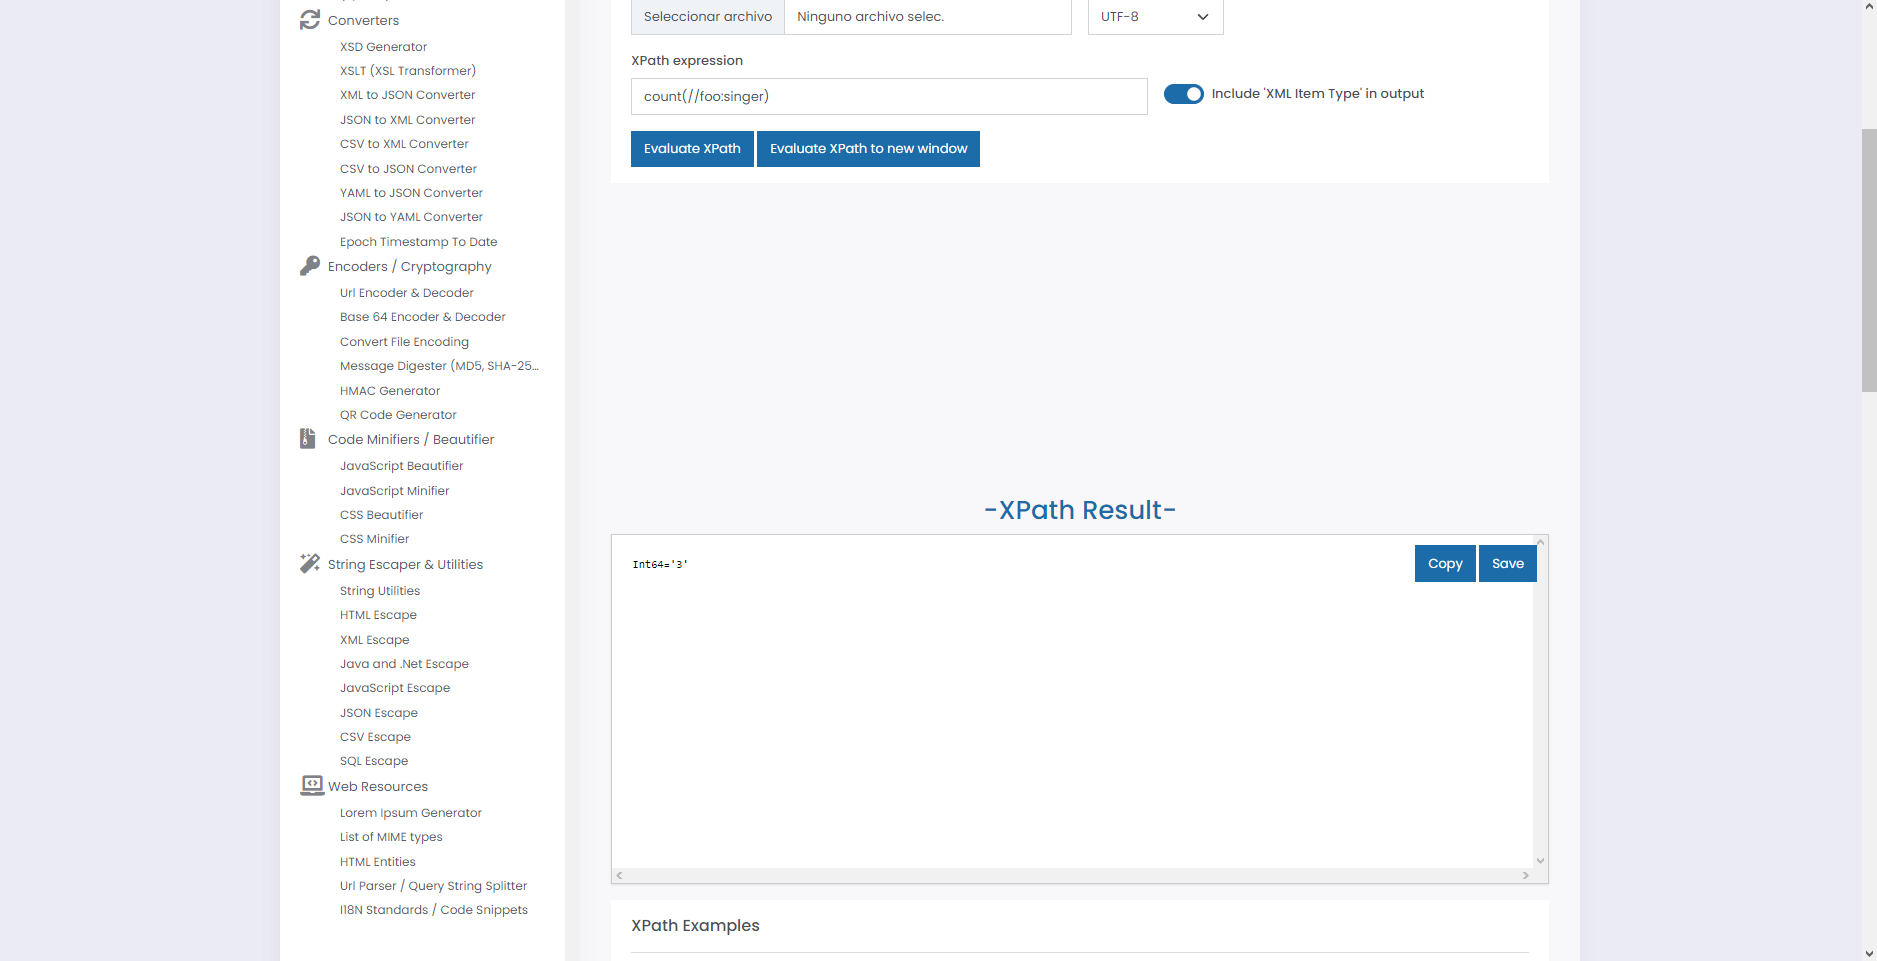 Converters
XSD Generator
XSLT (XSL Transformer)
XML to JSON Converter
JSON to XML Converter
CSV to XML Converter
CSV to JSON Converter
YAML to JSON Converter
JSON to YAML Converter
Epoch Timestamp To Date
Encoders / Cryptography
Url Encoder & Decoder
Base 64 Encoder & Decoder
Convert File Encoding
Message Digester (MD5, SHA-25...
HMAC Generator
QR Code Generator
Code Minifiers / Beautifier
JavaScript Beautifier
JavaScript Minifier
CSS Beautifier
CSS Minifier
String Escaper & Utilities
String Utilities
HTML Escape
XML Escape
Java and .Net Escape
JavaScript Escape
JSON Escape
CSV Escape
SQL Escape
Web Resources
Lorem Ipsum Generator
List of MIME types
HTML Entities
Url Parser / Query String Splitter
I18N Standards / Code Snippets
Seleccionar archivo Ninguno archivo selec. UTF-8
XPath expression
count(//foo:singer) Include 'XML Item Type' in output
Evaluate XPath Evaluate XPath to new window
-XPath Result-
Int64='3' Copy Save
XPath Examples